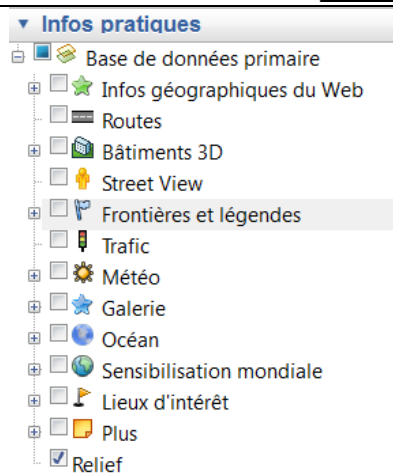 Infos pratiques
Base de données primaire
Infos géographiques du Web
Routes
Bâtiments 3D
Street View
Frontières et légendes
Trafic
Météo
Galerie
Océan
Sensibilisation mondiale
Lieux d'intérêt
Plus
Relief